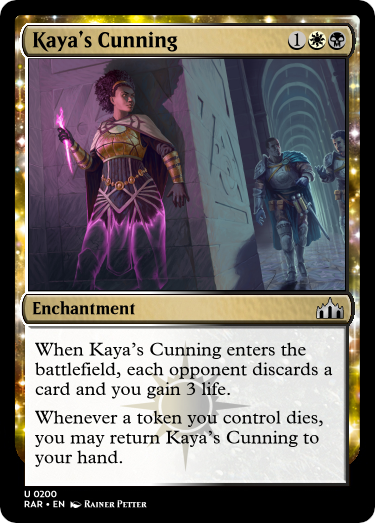 Kaya's Cunning 1
Enchantment
When Kaya's Cunning enters the
battlefield, each opponent discards a
card and you gain 3 life.
Whenever a token you control dies,
you may return Kaya's Cunning to
your hand.
U 0200
RAR • EN Rainer Petter